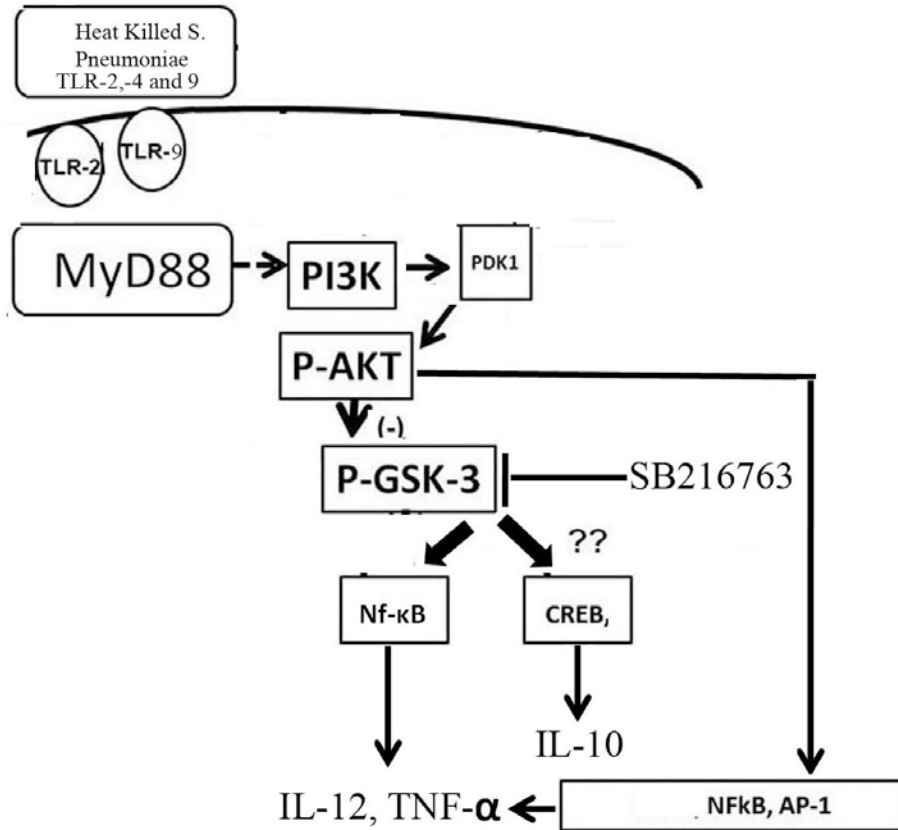 Heat Killed S.
Pneumoniae
TLR-2,-4 and 9
TLR-2
TLR-9
MyD88
PI3K
PDK1
P-AKT
(-)
P-GSK-3
SB216763
??
Nf-κB
CREB,
IL-10
IL-12, TNF-α
NFkB, AP-1